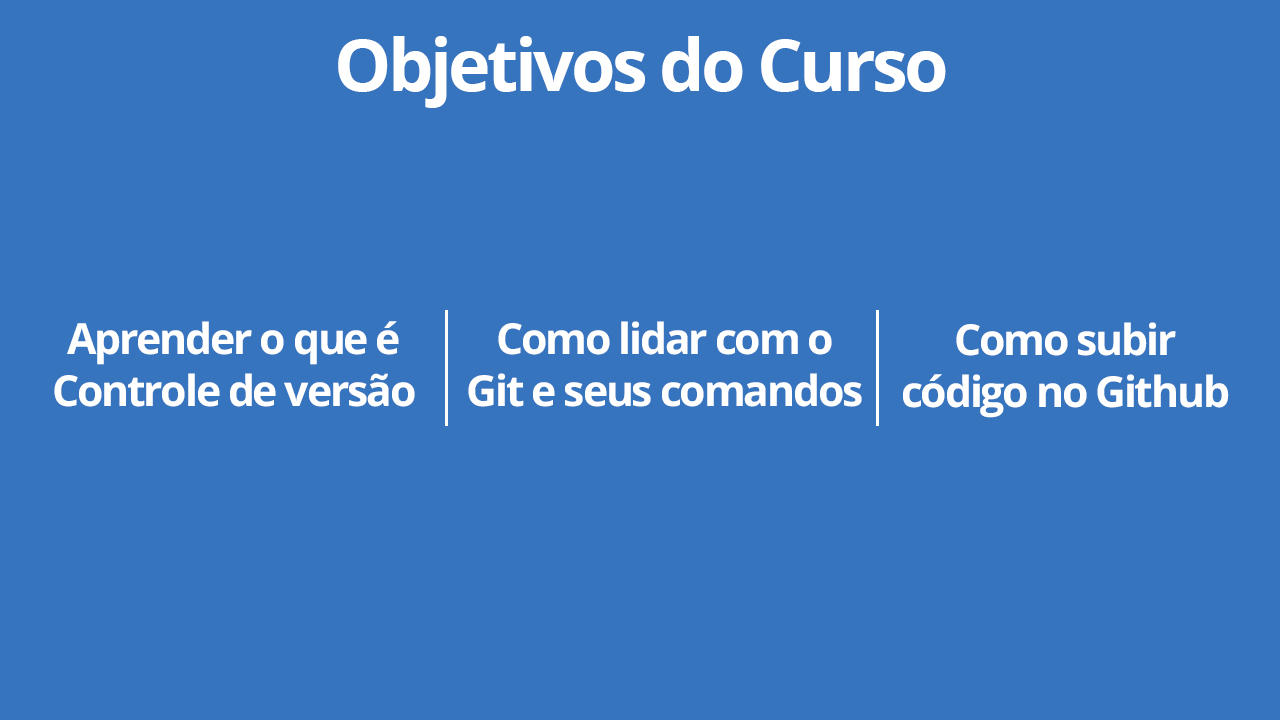 Objetivos do Curso
Aprender o que é
Controle de versão
Como lidar com o
Git e seus comandos
Como subir
código no Github